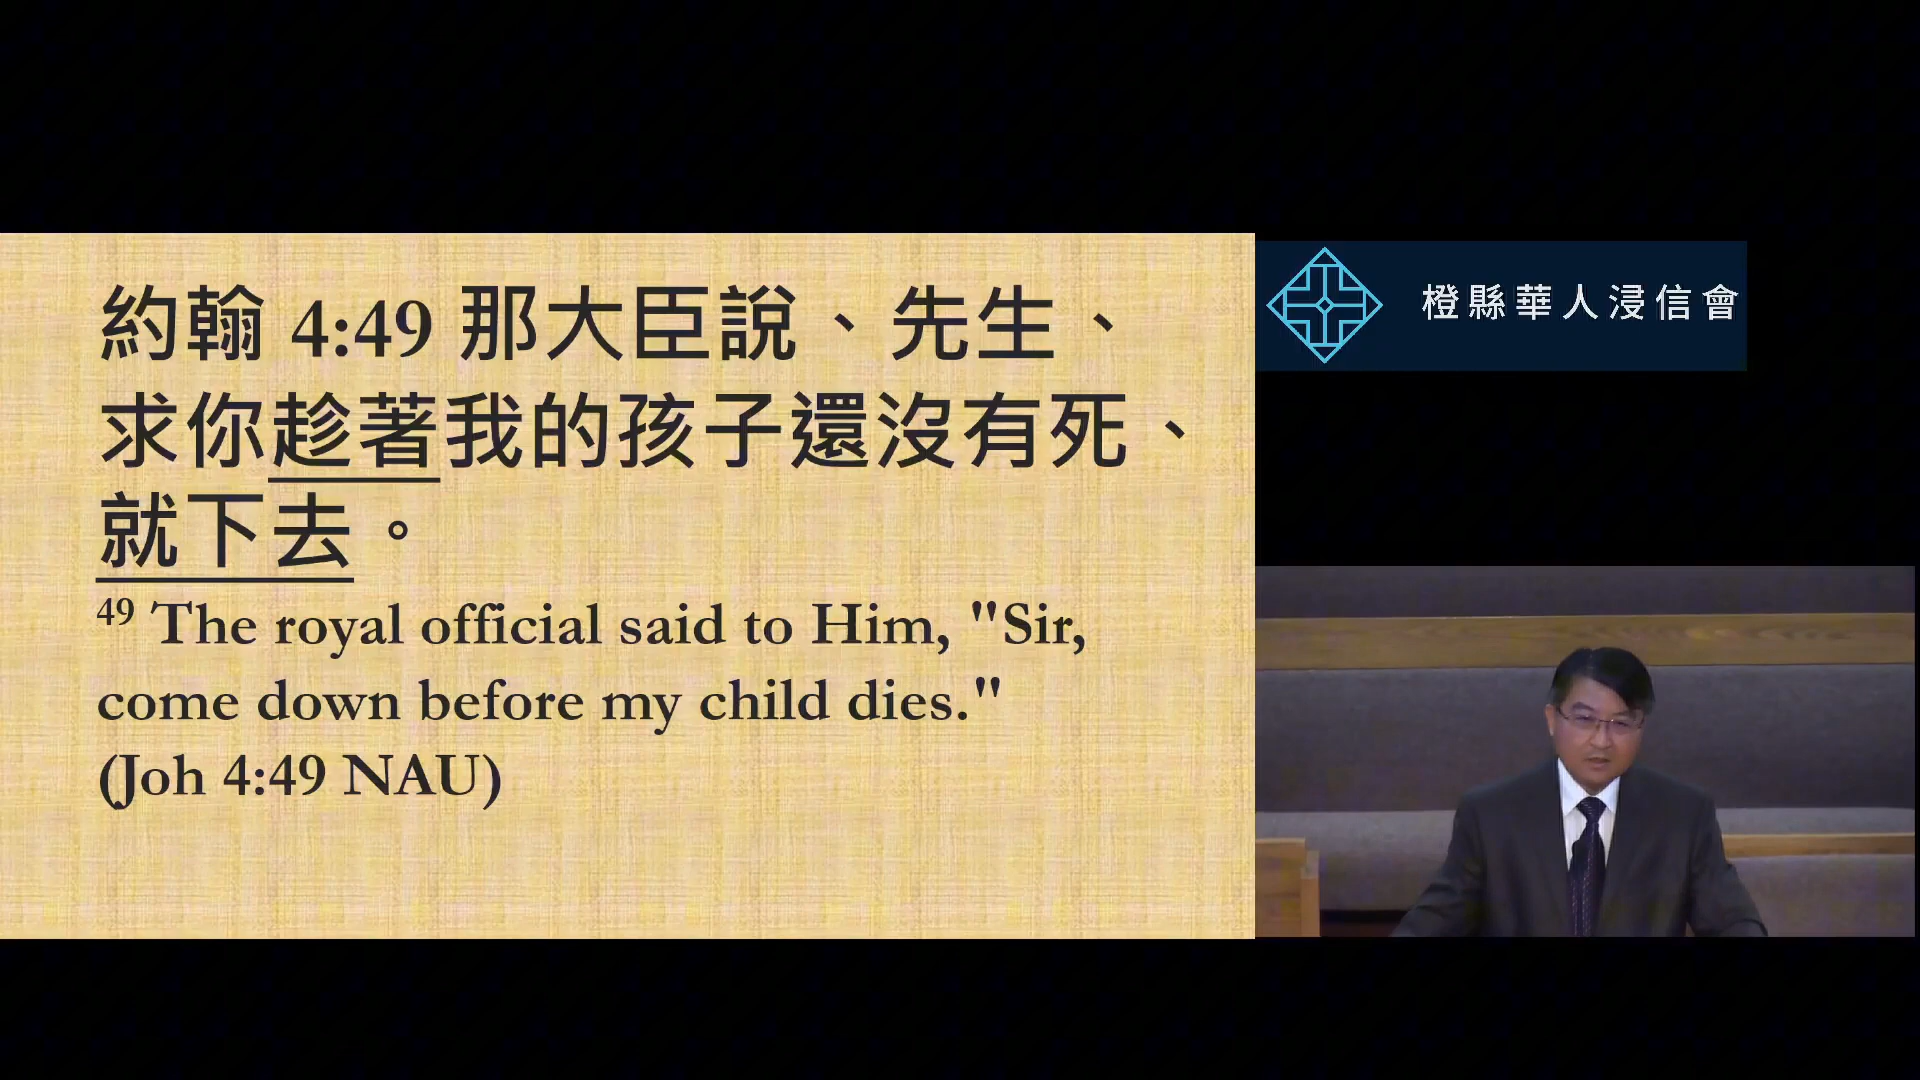 約翰 4:49 那大臣說、先生、
求你趁著我的孩子還沒有死、
就下去。
49 The royal official said to Him, "Sir,
come down before my child dies."
(Joh 4:49 NAU)
橙縣華人浸信會